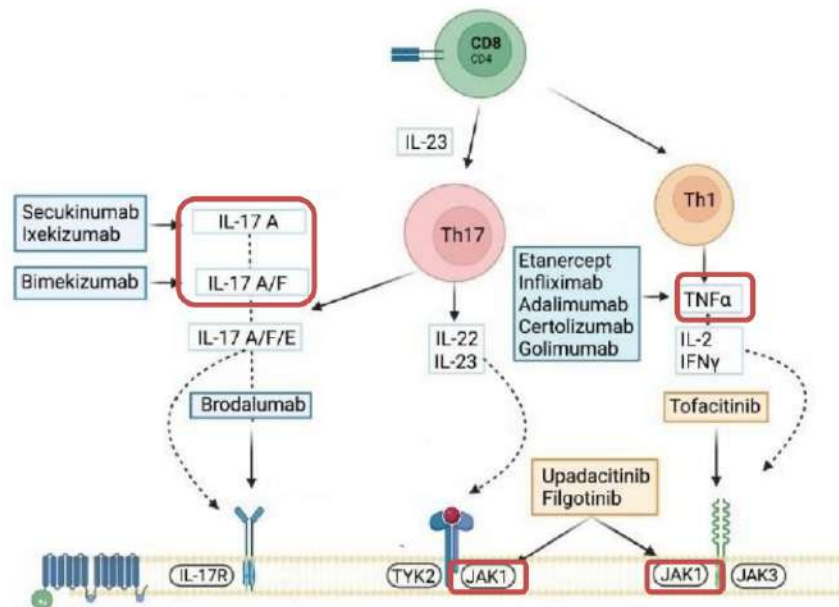 CD8
CD4
IL-23
Th1
Secukinumab
Ixekizumab
IL-17 A
Th17
Etanercept
Infliximab
Adalimumab
Certolizumab
Golimumab
TNFα
Bimekizumab
IL-17 A/F
IL-17 A/F/E
IL-22
IL-23
IL-2
IFNγ
Brodalumab
Tofacitinib
Upadacitinib
Filgotinib
IL-17R
TYK2
JAK1
JAK1
JAK3